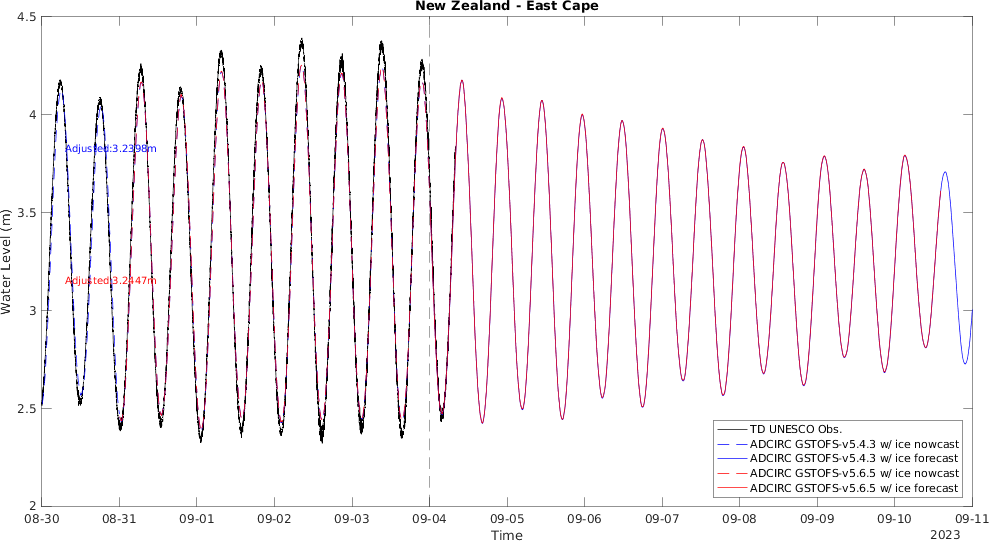 New Zealand - East Cape
4.5
4
3.5
3
2.5
2
Water Level (m)
Adjusted:3.2398m
Adjusted:3.2447m
TD UNESCO Obs.
ADCIRC GSTOFS-v5.4.3 w/ ice nowcast
ADCIRC GSTOFS-v5.4.3 w/ ice forecast
ADCIRC GSTOFS-v5.6.5 w/ ice nowcast
ADCIRC GSTOFS-v5.6.5 w/ ice forecast
08-30 08-31 09-01 09-02 09-03 09-04 09-05 09-06 09-07 09-08 09-09 09-10 09-11
Time
2023